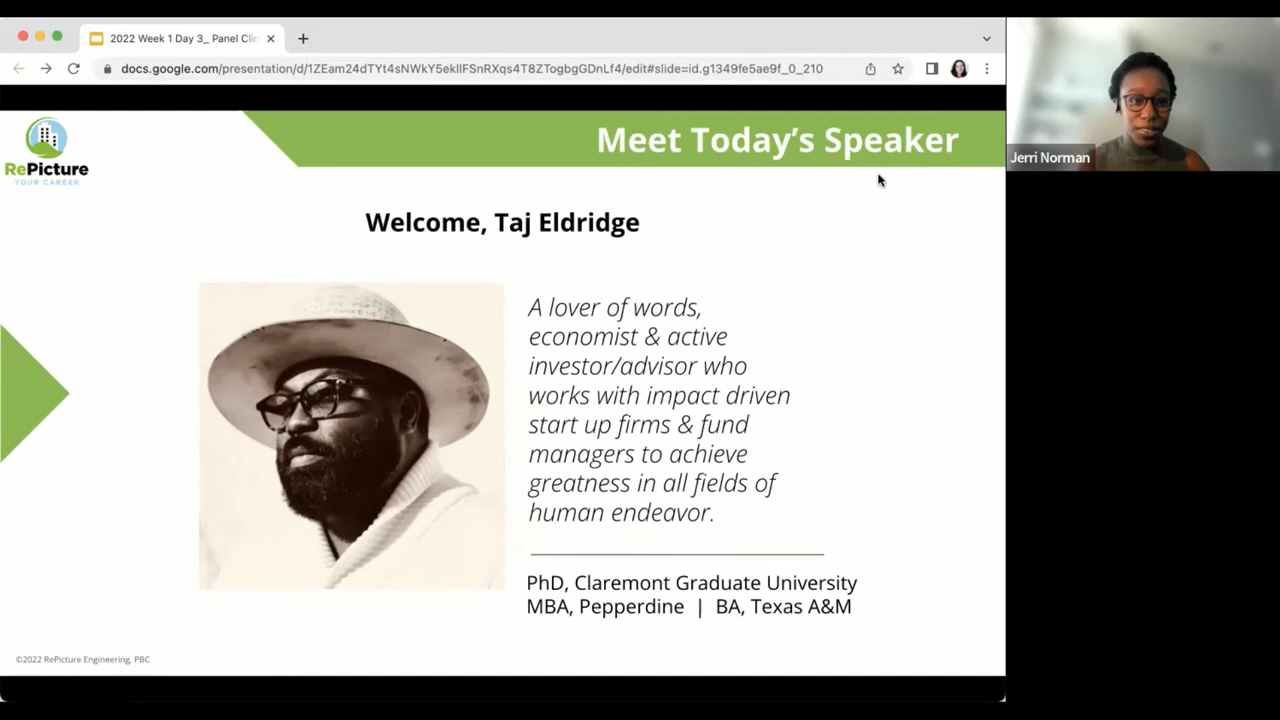 2022 Week 1 Day 3_ Panel Clin
docs.google.com/presentation/d/1ZEam24dTYt4sNWkY5ekllFSnRXqs4T8ZTogbgGDnLf4/edit#slide=id.g1349fe5ae9f_0_210
Meet Today's Speaker
RePicture
YOUR CAREER
Jerri Norman
Welcome, Taj Eldridge
A lover of words,
economist & active
investor/advisor who
works with impact driven
start up firms & fund
managers to achieve
greatness in all fields of
human endeavor.
PhD, Claremont Graduate University
MBA, Pepperdine | BA, Texas A&M
©2022 RePicture Engineering, PBC